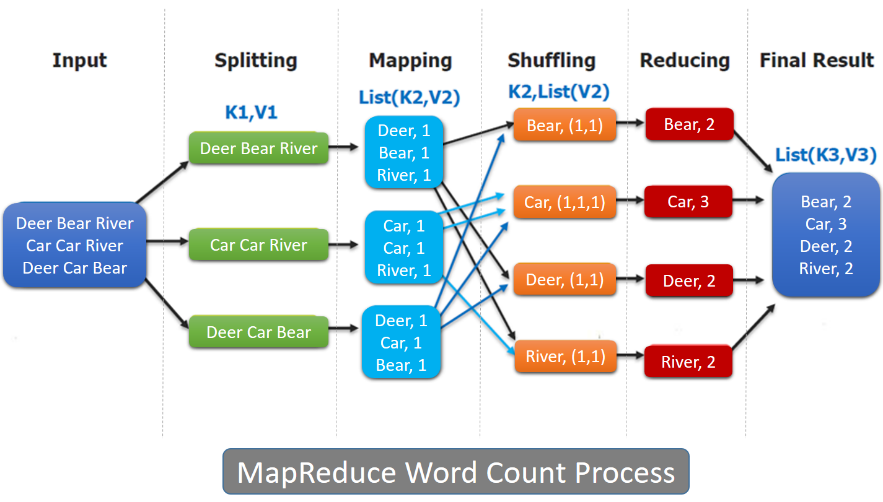 Input
Splitting
Mapping
Shuffling
Reducing
Final Result
K1,V1
List(K2,V2)
K2,List(V2)
List(K3,V3)
Deer Bear River
Car Car River
Deer Car Bear
Deer Bear River
Car Car River
Deer Car Bear
Deer, 1
Bear, 1
River, 1
Car, 1
Car, 1
River, 1
Deer, 1
Car, 1
Bear, 1
Bear, (1,1)
Car, (1,1,1)
Deer, (1,1)
River, (1,1)
Bear, 2
Car, 3
Deer, 2
River, 2
Bear, 2
Car, 3
Deer, 2
River, 2
MapReduce Word Count Process